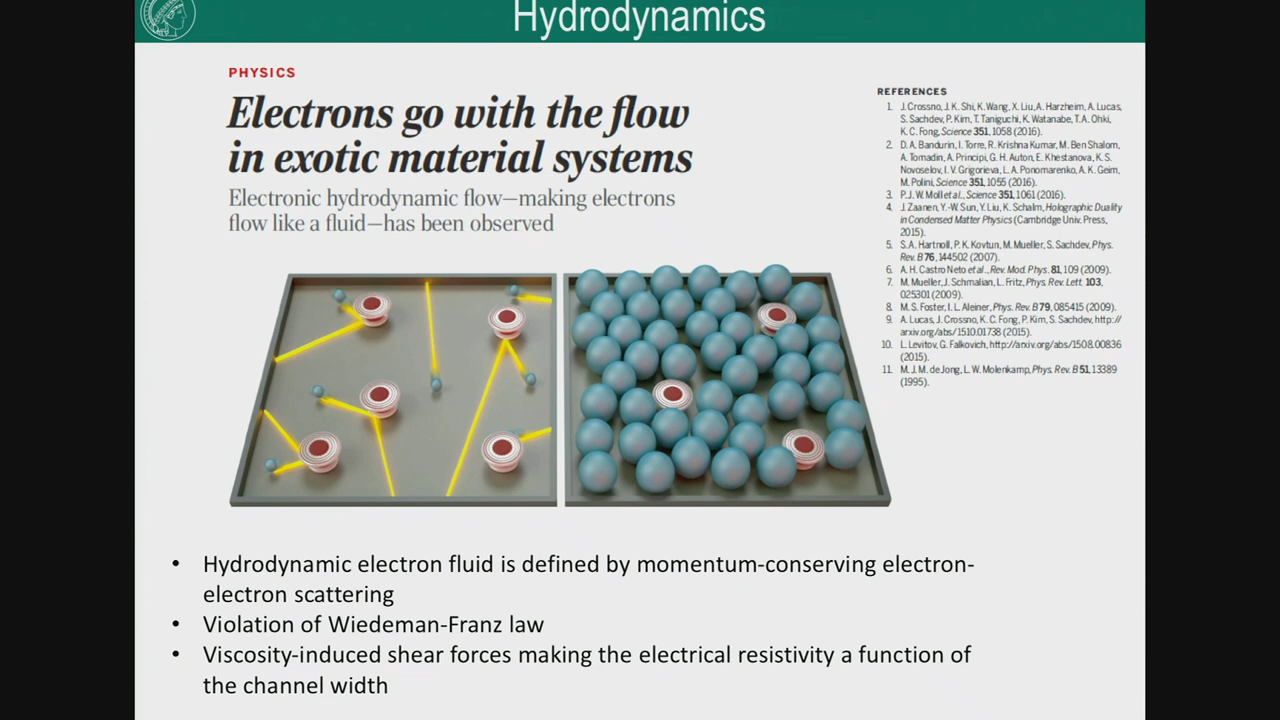 Hydrodynamics
PHYSICS
Electrons go with the flow
in exotic material systems
Electronic hydrodynamic flow—making electrons
flow like a fluid—has been observed
REFERENCES
1. J. Crossno, J. K. Shi, K. Wang, X. Liu, A. Harzheim, A. Lucas,
S. Sachdev, P. Kim, T. Taniguchi, K. Watanabe, T. A. Ohki,
K. C. Fong, Science 351, 1058 (2016).
2. D. A. Bandurin, I. Torre, R. Krishna Kumar, M. Ben Shalom,
A. Tomadin, A. Principi, G. H. Auton, E. Khestanova, K. S.
Novoselov, I. V. Grigorieva, L. A. Ponomarenko, A. K. Geim,
M. Polini, Science 351, 1055 (2016).
3. P. J. W. Moll et al., Science 351, 1061 (2016).
4. J. Zaanen, Y.-W. Sun, Y. Liu, K. Schalm, Holographic Duality
in Condensed Matter Physics (Cambridge Univ. Press,
2015).
5. S. A. Hartnoll, P. K. Kovtun, M. Mueller, S. Sachdev, Phys.
Rev. B 76, 144502 (2007).
6. A. H. Castro Neto et al., Rev. Mod. Phys. 81, 109 (2009).
7. M. Mueller, J. Schmalian, L. Fritz, Phys. Rev. Lett. 103,
025301 (2009).
8. M. S. Foster, I. L. Aleiner, Phys. Rev. B 79, 085415 (2009).
9. A. Lucas, J. Crossno, K. C. Fong, P. Kim, S. Sachdev, http://
arxiv.org/abs/1510.01738 (2015).
10. L. Levitov, G. Falkovich, http://arxiv.org/abs/1508.00836
(2015).
11. M. J. M. de Jong, L. W. Molenkamp, Phys. Rev. B 51, 13389
(1995).
• Hydrodynamic electron fluid is defined by momentum-conserving electron-
electron scattering
• Violation of Wiedeman-Franz law
• Viscosity-induced shear forces making the electrical resistivity a function of
the channel width